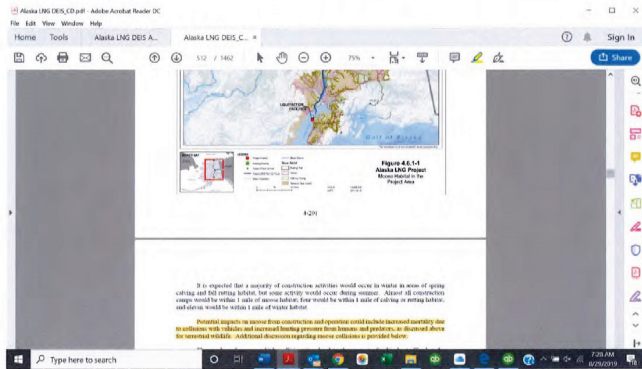 Alaska LNG DEIS_CD.pdf - Adobe Acrobat Reader DC
File Edit View Window Help
Home Tools Alaska LNG DEIS A... Alaska LNG DEIS_C... × Sign In
512 / 1462 75% Share
LIQUEFACTION FACILITIES
Gulf of Alaska
Figure 4.6.1-1
Alaska LNG Project
Moose Habitat in the
Project Area
It is expected that a majority of construction activities would occur in winter in areas of spring
calving and fall rutting habitat, but some activity would occur during summer. Almost all construction
camps would be within 1 mile of moose habitat; four would be within 1 mile of calving or rutting habitat;
and eleven would be within 1 mile of winter habitat.
Potential impacts on moose from construction and operation could include increased mortality due
to collisions with vehicles and increased hunting pressure from humans and predators, as discussed above
for terrestrial wildlife. Additional discussion regarding moose collisions is provided below.
Type here to search
7:28 AM
8/29/2019